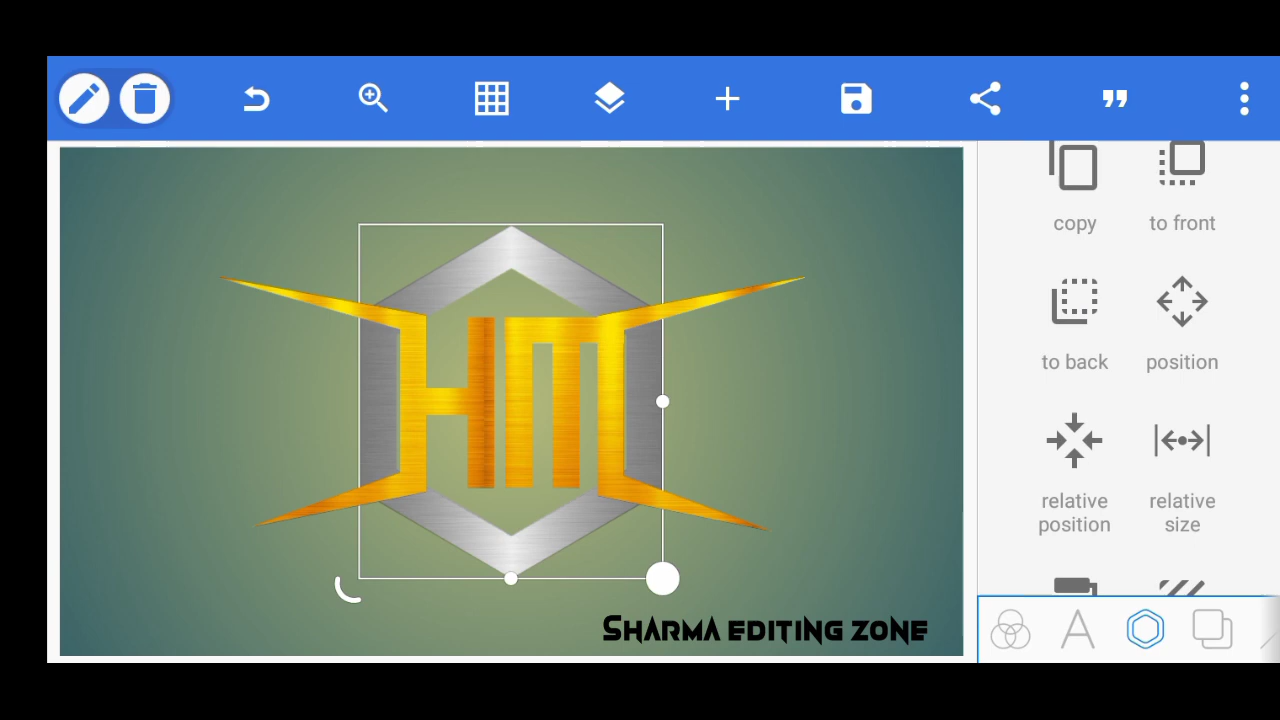 copy
to front
to back
position
relative
position
relative
size
HM
SHARMA EDITING ZONE